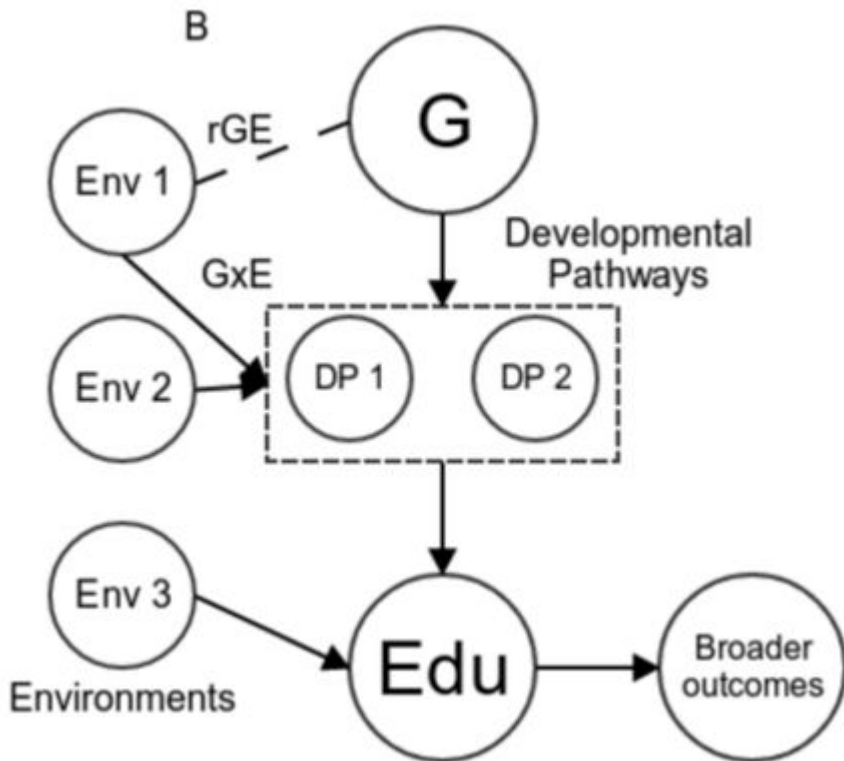 B
G
rGE
Env 1
Developmental
Pathways
GxE
Env 2
DP 1
DP 2
Env 3
Environments
Edu
Broader
outcomes